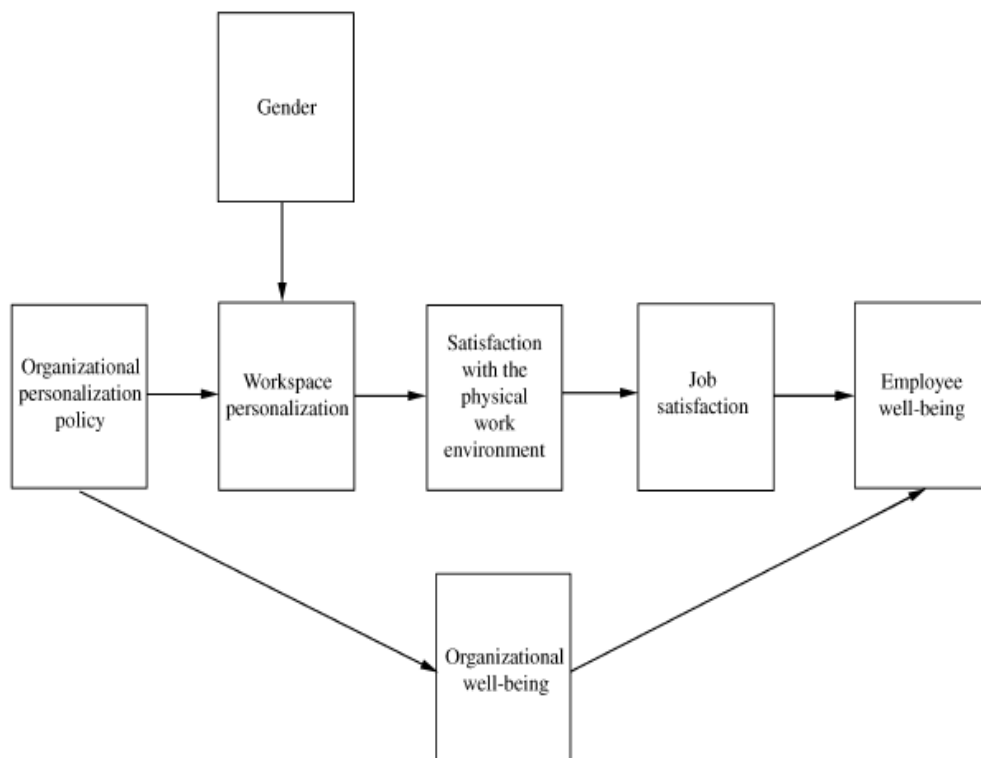 Gender
Organizational
personalization
policy
Workspace
personalization
Satisfaction
with the
physical
work
environment
Job
satisfaction
Employee
well-being
Organizational
well-being